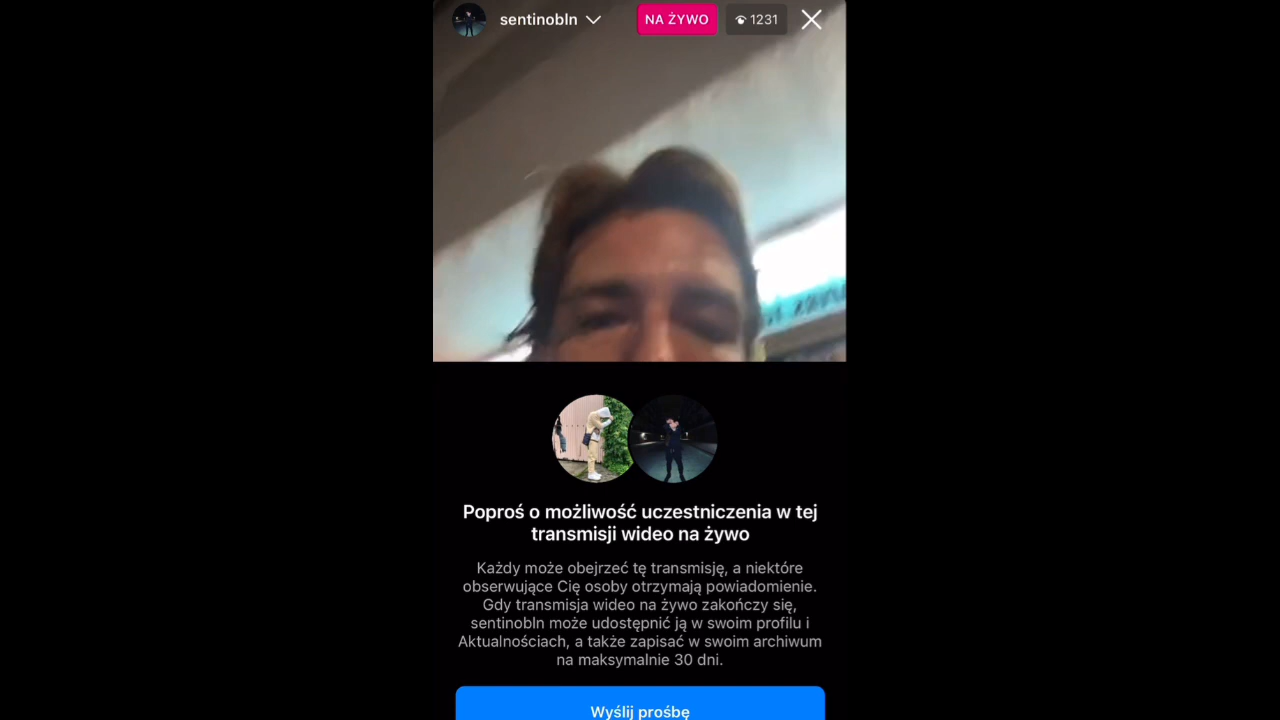 sentinobln
NA ŻYWO
1231
Poproś o możliwość uczestniczenia w tej
transmisji wideo na żywo
Każdy może obejrzeć tę transmisję, a niektóre
obserwujące Cię osoby otrzymają powiadomienie.
Gdy transmisja wideo na żywo zakończy się,
sentinobln może udostępnić ją w swoim profilu i
Aktualnościach, a także zapisać w swoim archiwum
na maksymalnie 30 dni.
Wyślij prośbę